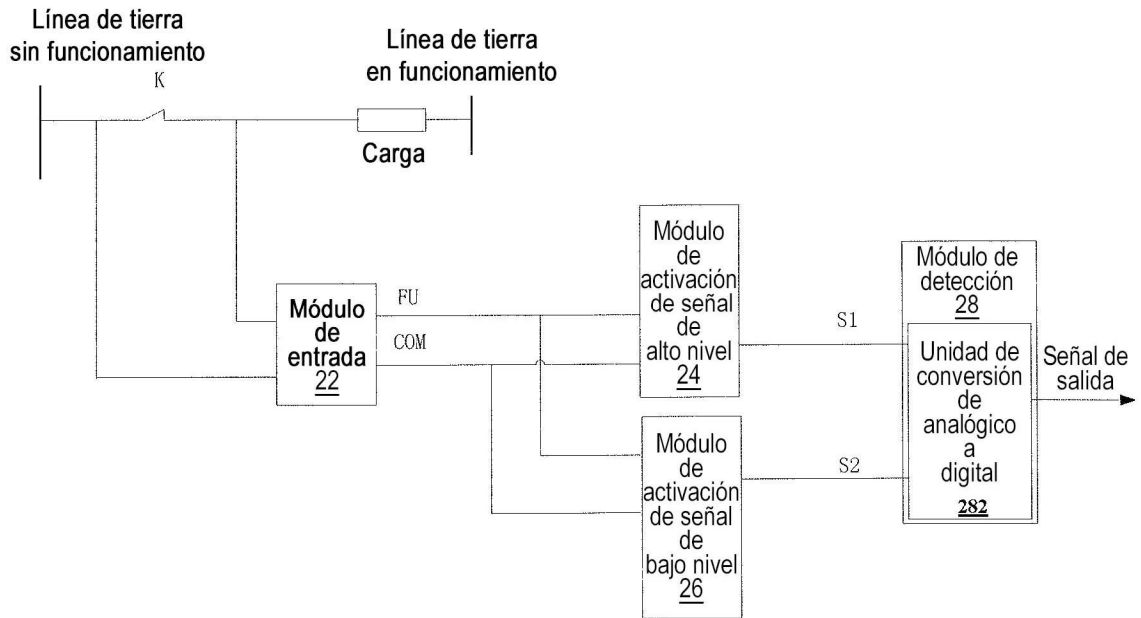 Línea de tierra
sin funcionamiento
Línea de tierra
en funcionamiento
K
Carga
Módulo
de
entrada
22
FU
COM
Módulo
de
activación
de señal
de
alto nivel
24
S1
Módulo
de
activación
de señal
de
bajo nivel
26
S2
Módulo de
detección
28
Unidad de
conversión
de
analógico
a
digital
282
Señal de
salida